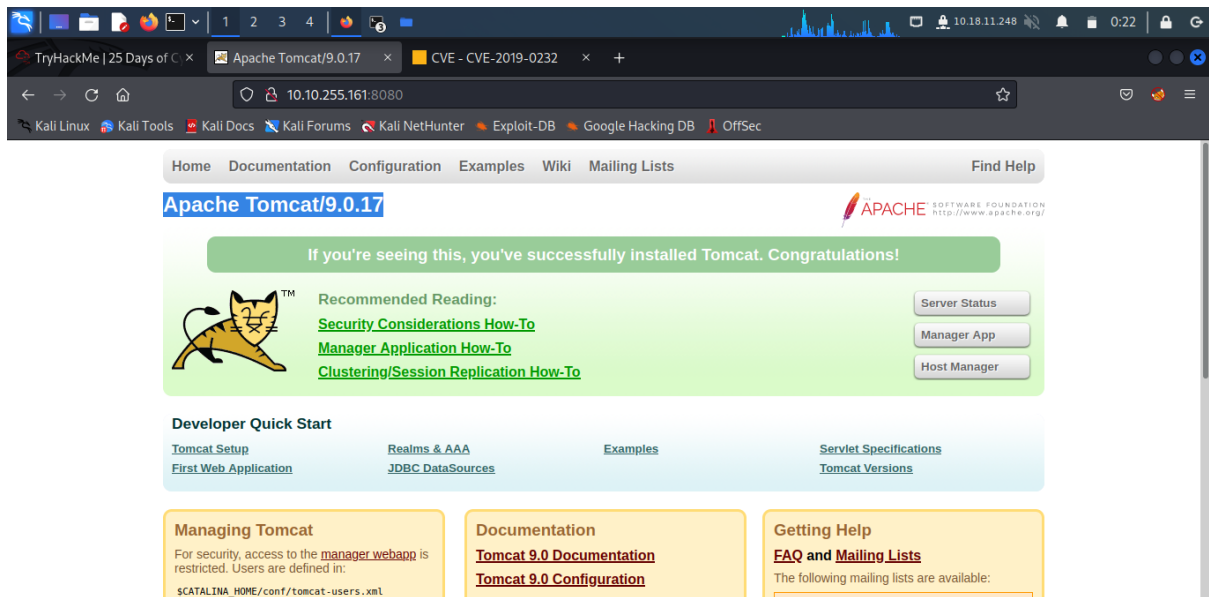 1 2 3 4 10.18.11.248 0:22
TryHackMe | 25 Days of C Apache Tomcat/9.0.17 CVE - CVE-2019-0232
10.10.255.161:8080
Kali Linux Kali Tools Kali Docs Kali Forums Kali NetHunter Exploit-DB Google Hacking DB OffSec
Home Documentation Configuration Examples Wiki Mailing Lists Find Help
Apache Tomcat/9.0.17
APACHE SOFTWARE FOUNDATION
http://www.apache.org/
If you're seeing this, you've successfully installed Tomcat. Congratulations!
TM
Recommended Reading:
Security Considerations How-To
Manager Application How-To
Clustering/Session Replication How-To
Server Status
Manager App
Host Manager
Developer Quick Start
Tomcat Setup
First Web Application
Realms & AAA
JDBC DataSources
Examples
Servlet Specifications
Tomcat Versions
Managing Tomcat
For security, access to the manager webapp is
restricted. Users are defined in:
$CATALINA_HOME/conf/tomcat-users.xml
Documentation
Tomcat 9.0 Documentation
Tomcat 9.0 Configuration
Getting Help
FAQ and Mailing Lists
The following mailing lists are available: